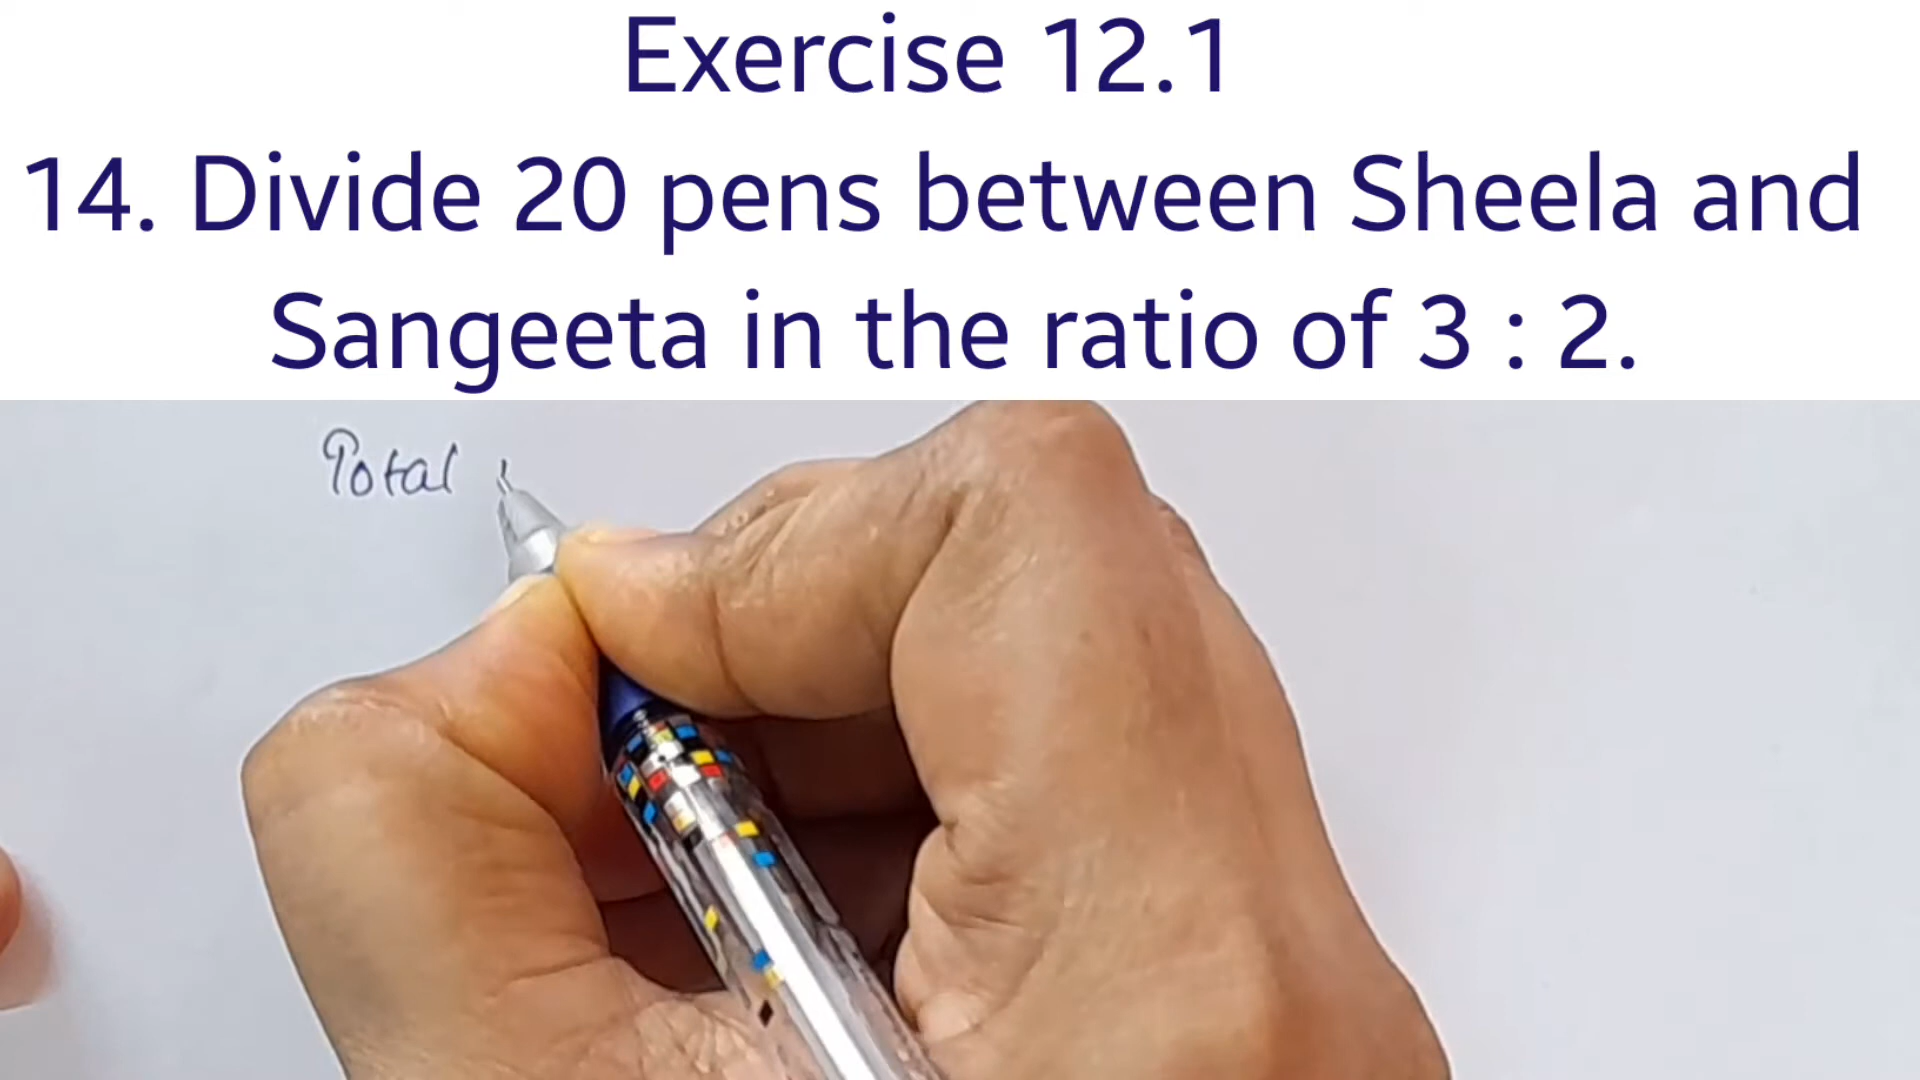 Exercise 12.1
14. Divide 20 pens between Sheela and
Sangeeta in the ratio of 3 : 2.
Total